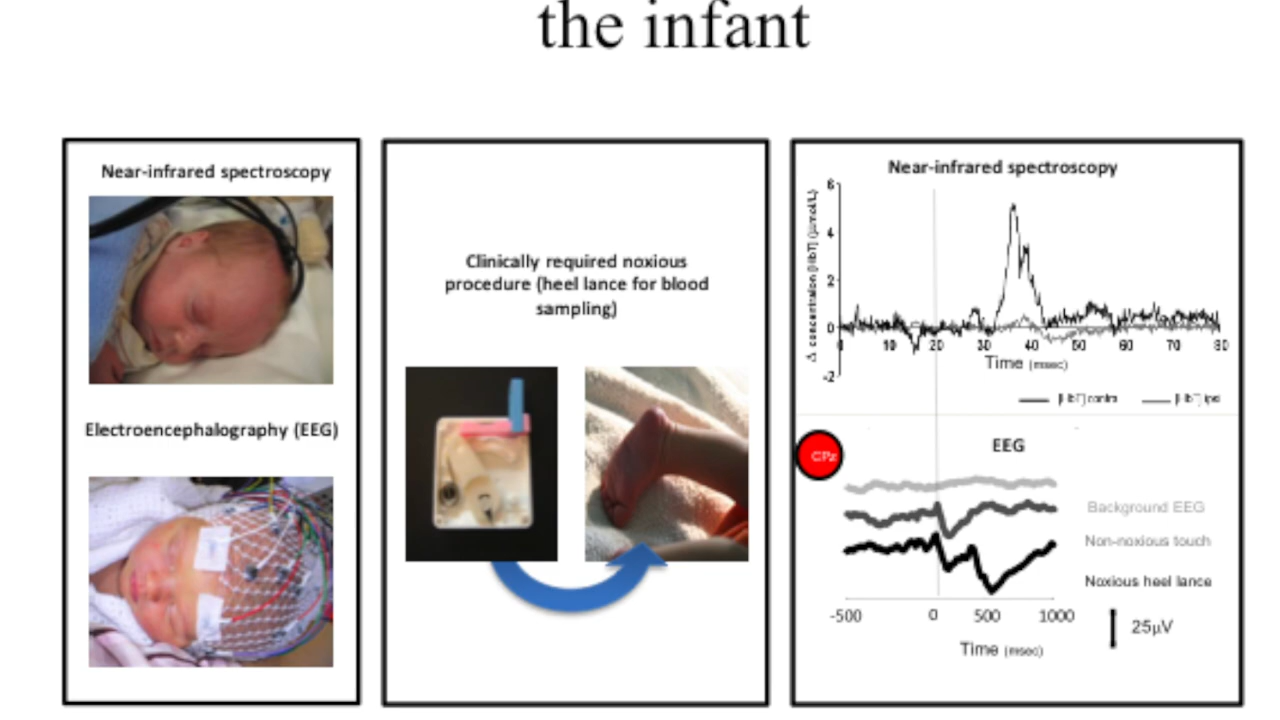 the infant
Near-infrared spectroscopy
Electroencephalography (EEG)
Clinically required noxious
procedure (heel lance for blood
sampling)
Near-infrared spectroscopy
Δ concentration [HbT] (μmol/L)
6
4
2
0
-2
0 10 20 30 40 50 60 70 80
Time (msec)
[HbT] contra [HbT] ipsi
CPz
EEG
Background EEG
Non-noxious touch
Noxious heel lance
-500 0 500 1000
25μV
Time (msec)